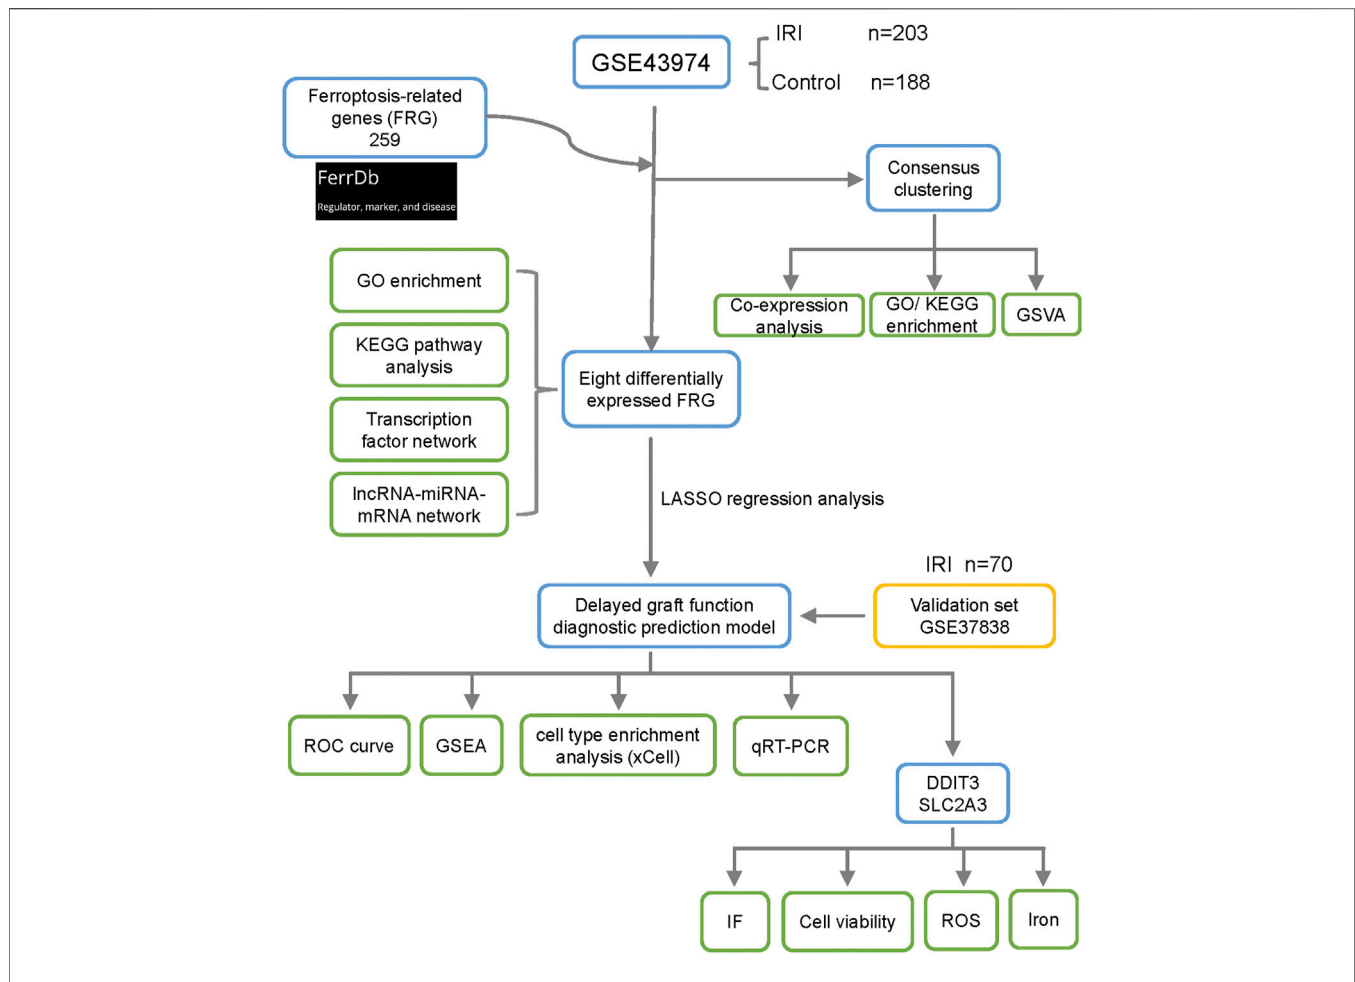 GSE43974
IRI n=203
Control n=188
Ferroptosis-related
genes (FRG)
259
FerrDb
Regulator, marker, and disease
Consensus
clustering
Co-expression
analysis
GO/ KEGG
enrichment
GSVA
GO enrichment
KEGG pathway
analysis
Transcription
factor network
lncRNA-miRNA-
mRNA network
Eight differentially
expressed FRG
LASSO regression analysis
IRI n=70
Validation set
GSE37838
Delayed graft function
diagnostic prediction model
ROC curve
GSEA
cell type enrichment
analysis (xCell)
qRT-PCR
DDIT3
SLC2A3
IF
Cell viability
ROS
Iron